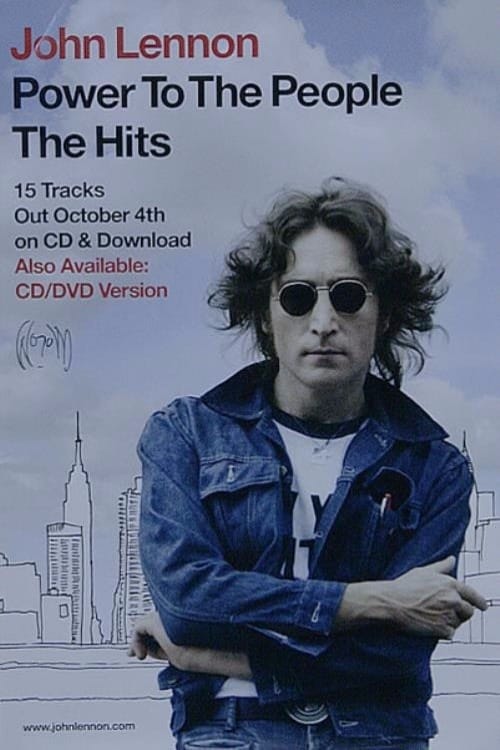 John Lennon
Power To The People
The Hits
15 Tracks
Out October 4th
on CD & Download
Also Available:
CD/DVD Version
www.johnlennon.com